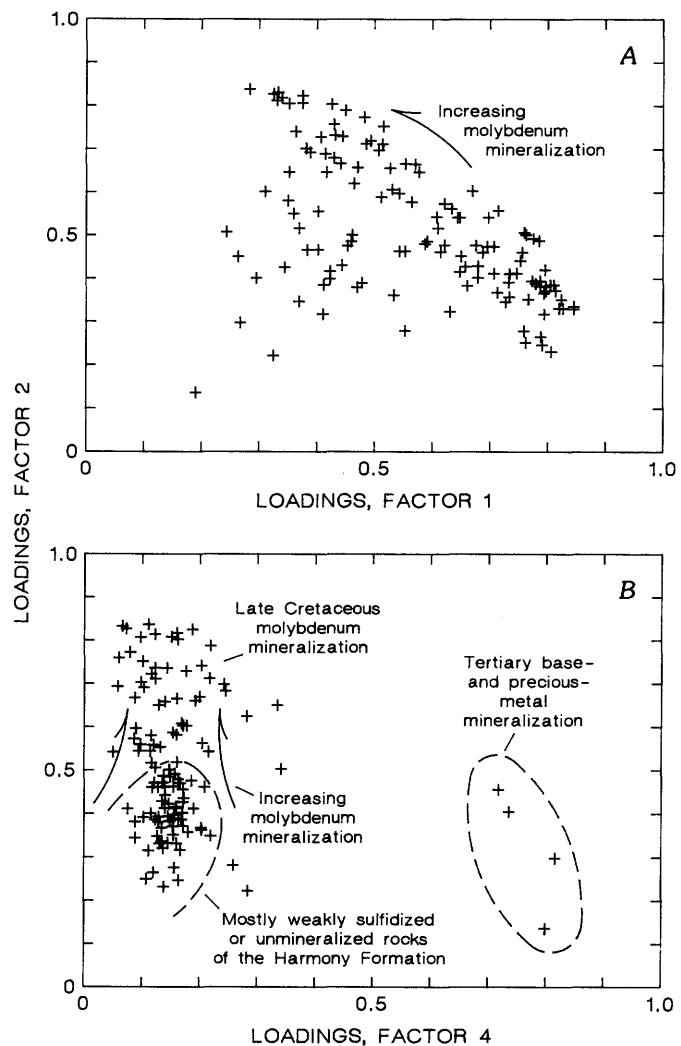 1.0
A
Increasing
molybdenum
mineralization
0.5
0
0
0.5
1.0
LOADINGS, FACTOR 1
LOADINGS, FACTOR 2
1.0
B
Late Cretaceous
molybdenum
mineralization
Tertiary base-
and precious-
metal
mineralization
0.5
Increasing
molybdenum
mineralization
Mostly weakly sulfidized
or unmineralized rocks
of the Harmony Formation
0
0
0.5
1.0
LOADINGS, FACTOR 4